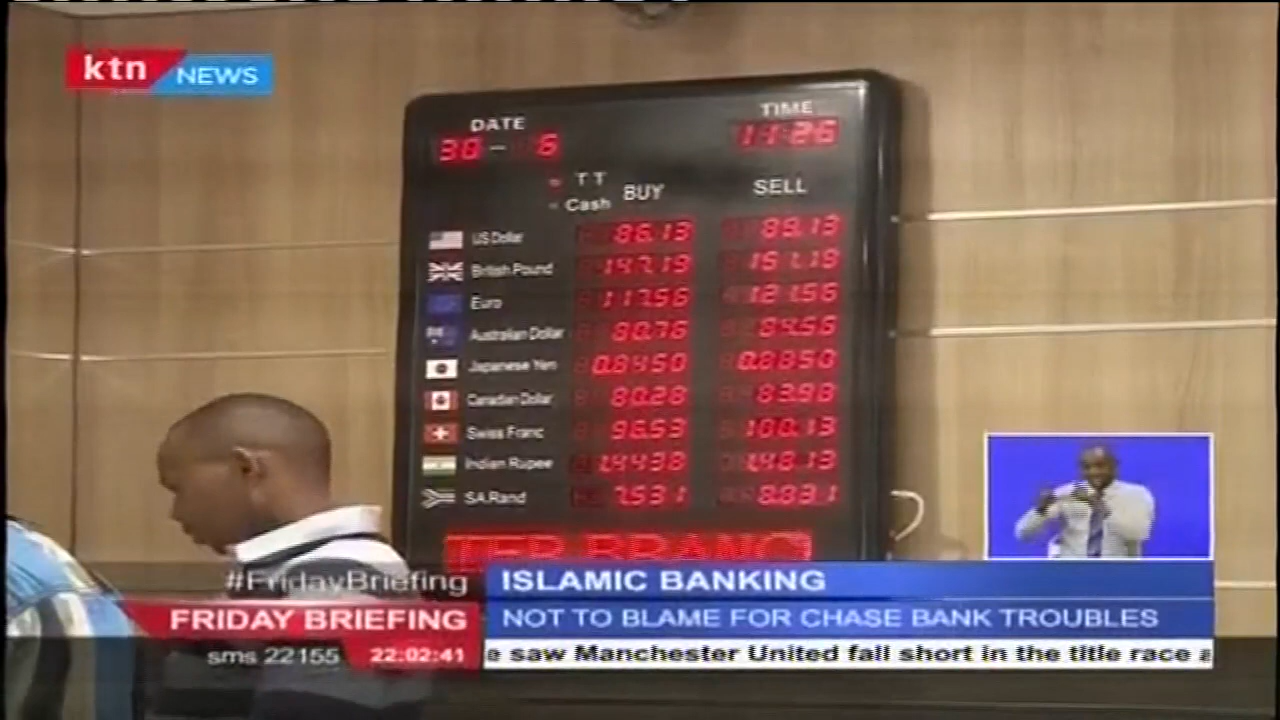 ktn NEWS
DATE TIME
30 - 6 11:26
TT
Cash BUY SELL
US Dollar 86.13 89.13
British Pound 147.19 151.19
Euro 117.56 121.56
Australian Dollar 80.76 84.56
Japanese Yen 0.8450 0.8850
Canadian Dollar 80.28 83.98
Swiss Franc 96.53 100.13
Indian Rupee 1.4438 1.4813
SA Rand 7.531 8.831
#FridayBriefing
ISLAMIC BANKING
FRIDAY BRIEFING
NOT TO BLAME FOR CHASE BANK TROUBLES
sms 22155 22:02:41
e saw Manchester United fall short in the title race a